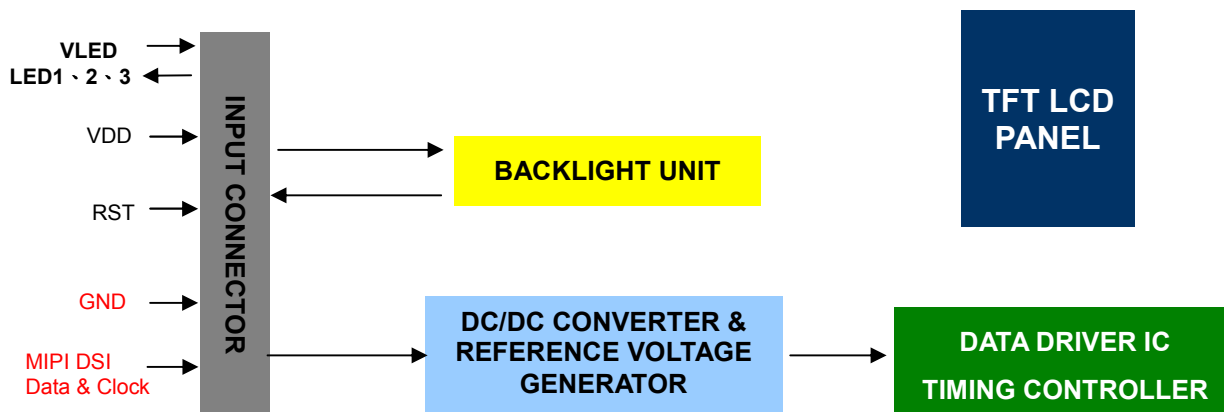 VLED
LED1、2、3
VDD
RST
GND
MIPI DSI
Data & Clock
INPUT CONNECTOR
BACKLIGHT UNIT
TFT LCD
PANEL
DC/DC CONVERTER &
REFERENCE VOLTAGE
GENERATOR
DATA DRIVER IC
TIMING CONTROLLER